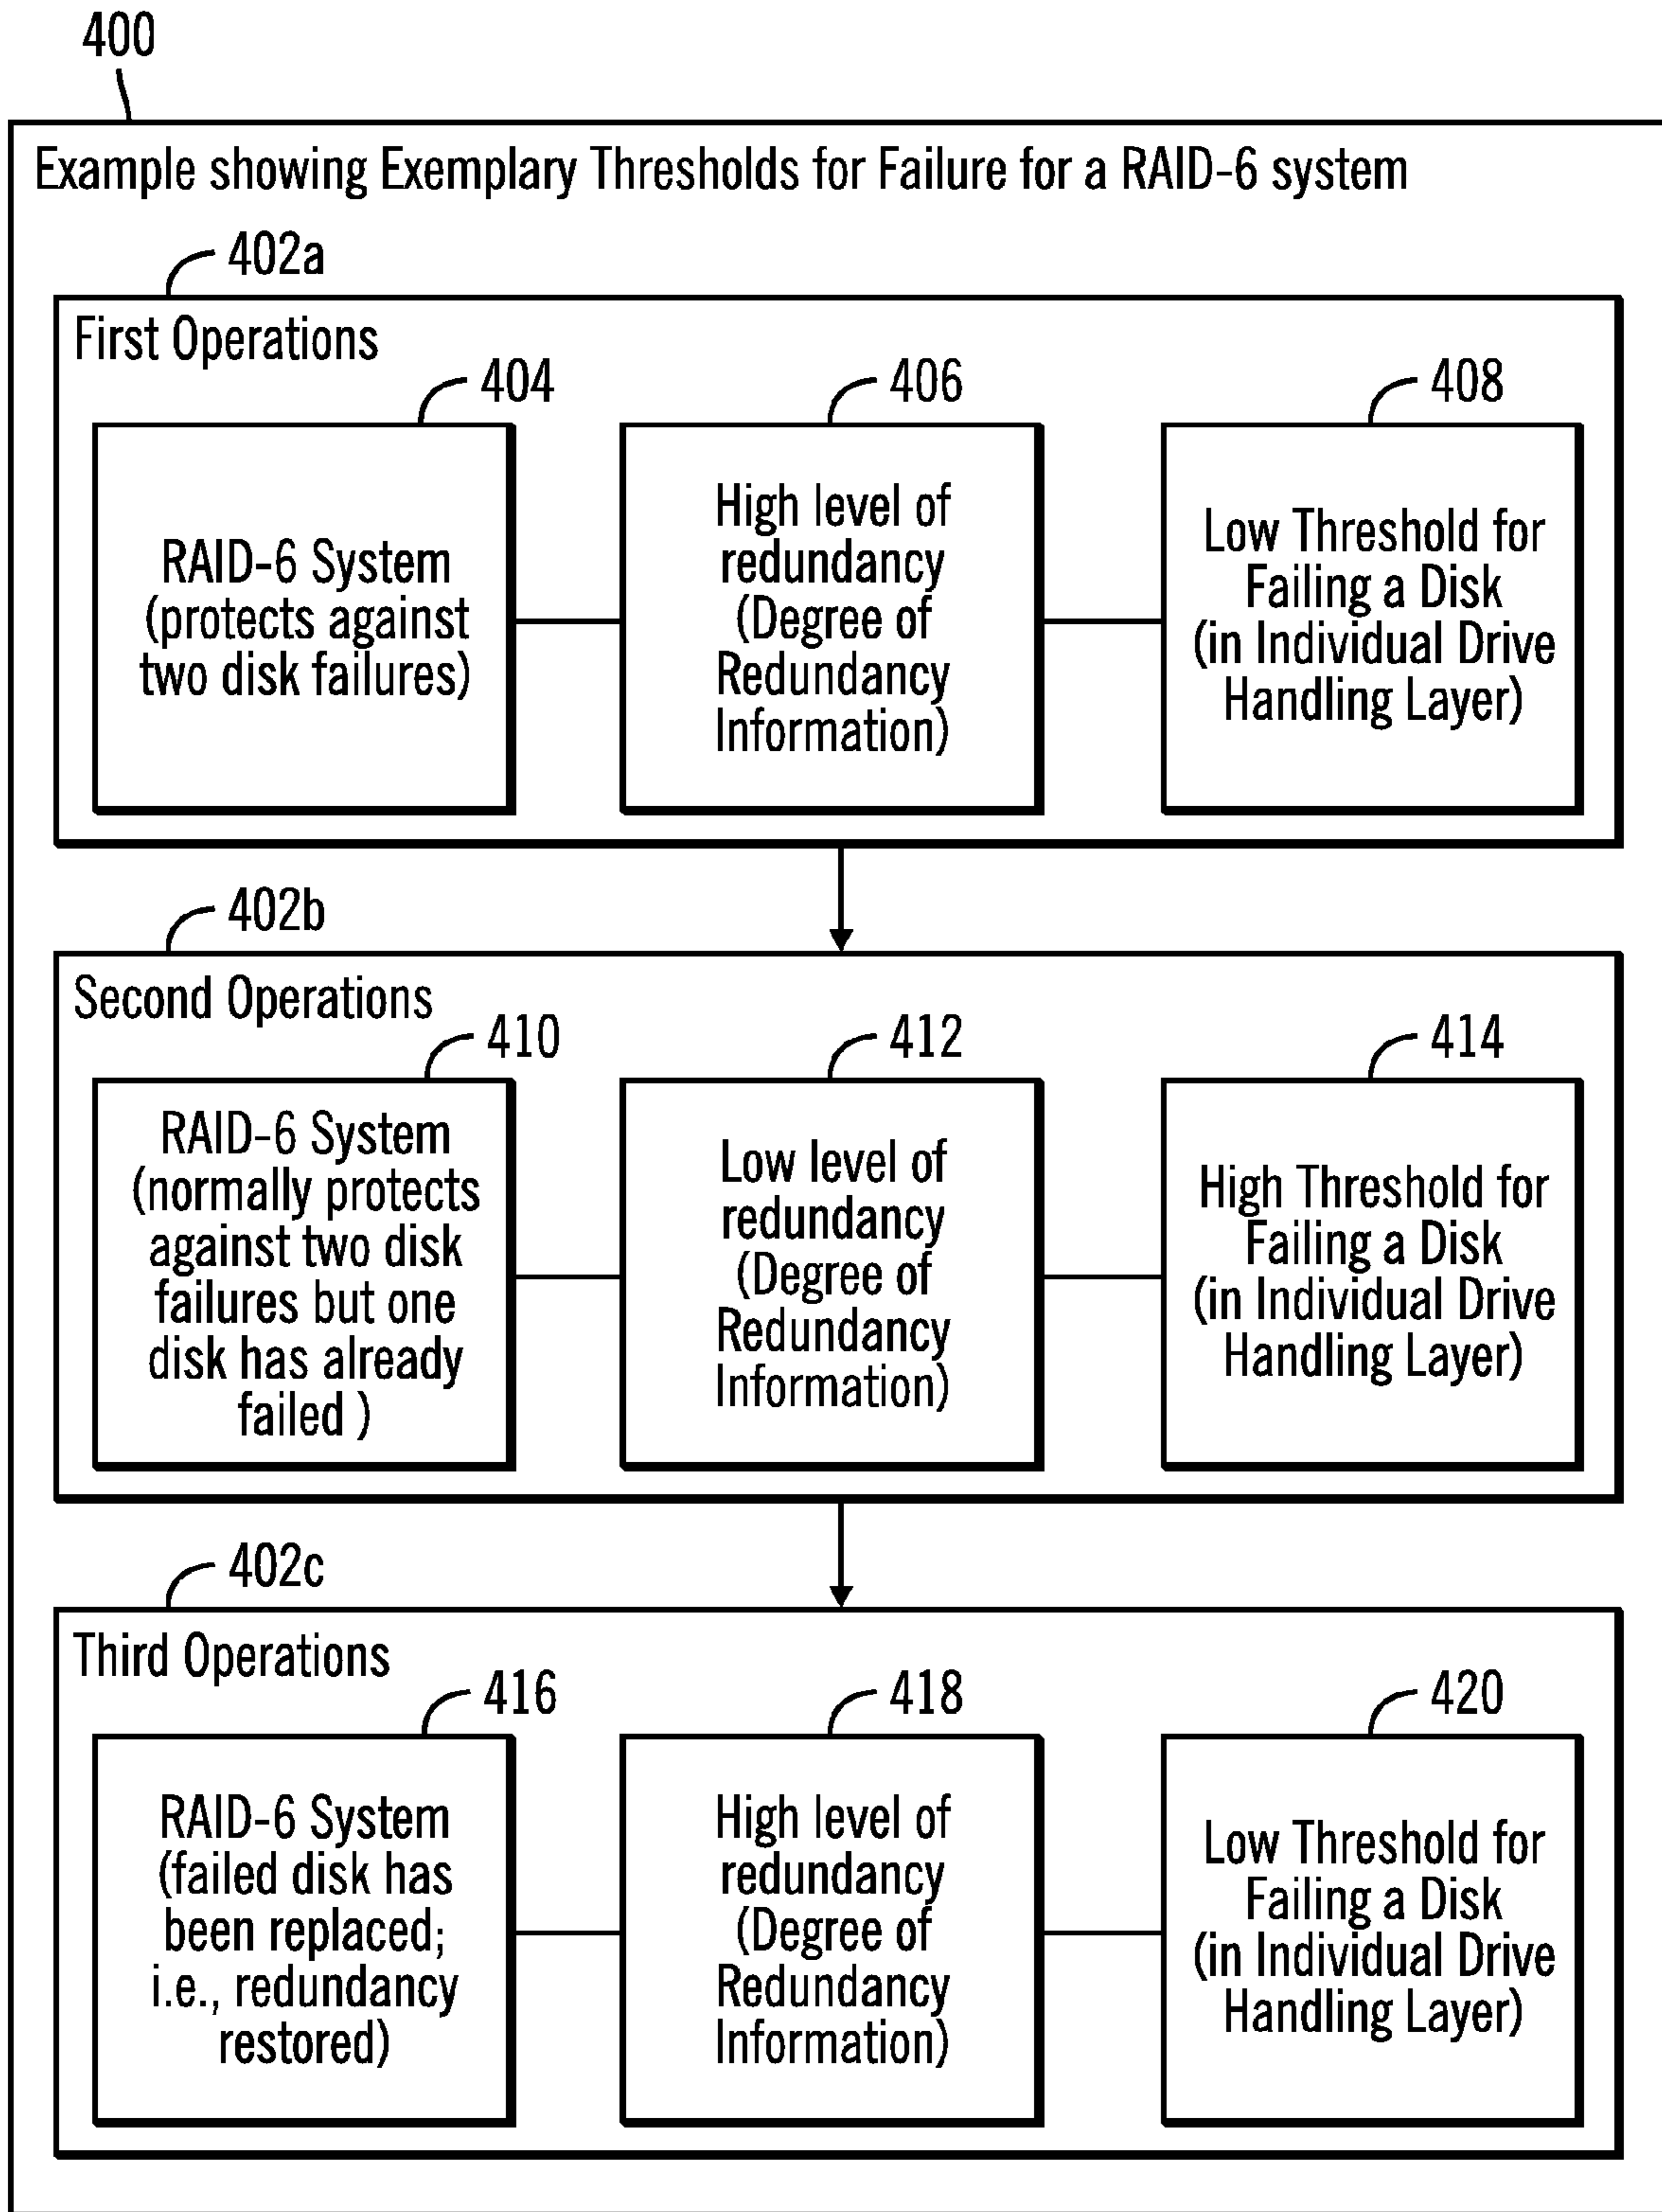 400
Example showing Exemplary Thresholds for Failure for a RAID-6 system
402a
First Operations
404
RAID-6 System
(protects against
two disk failures)
406
High level of
redundancy
(Degree of
Redundancy
Information)
408
Low Threshold for
Failing a Disk
(in Individual Drive
Handling Layer)
402b
Second Operations
410
RAID-6 System
(normally protects
against two disk
failures but one
disk has already
failed )
412
Low level of
redundancy
(Degree of
Redundancy
Information)
414
High Threshold for
Failing a Disk
(in Individual Drive
Handling Layer)
402c
Third Operations
416
RAID-6 System
(failed disk has
been replaced;
i.e., redundancy
restored)
418
High level of
redundancy
(Degree of
Redundancy
Information)
420
Low Threshold for
Failing a Disk
(in Individual Drive
Handling Layer)